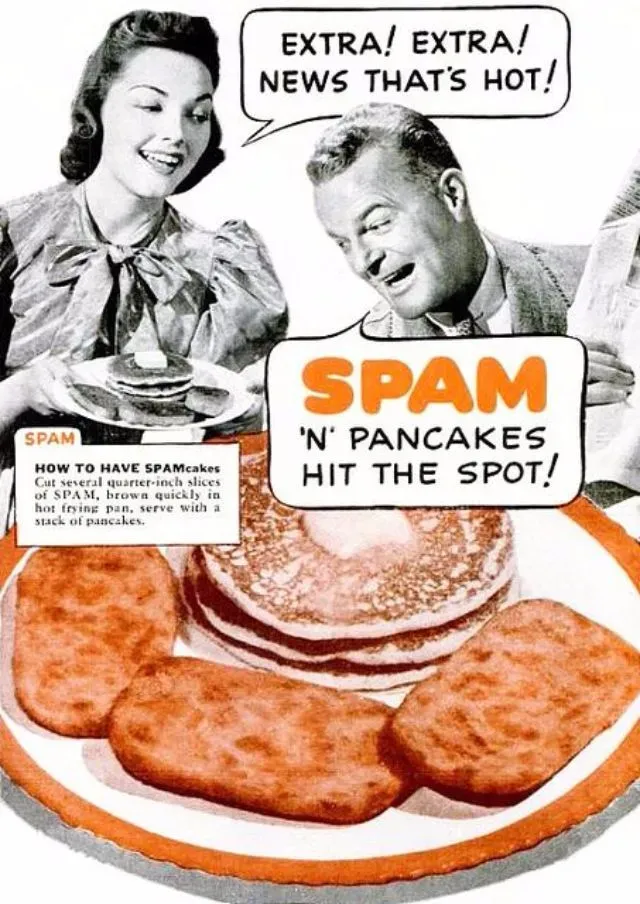 EXTRA! EXTRA!
NEWS THAT'S HOT!
SPAM
'N' PANCAKES
HIT THE SPOT!
SPAM
HOW TO HAVE SPAMcakes
Cut several quarter-inch slices
of SPAM, brown quickly in
hot frying pan, serve with a
stack of pancakes.